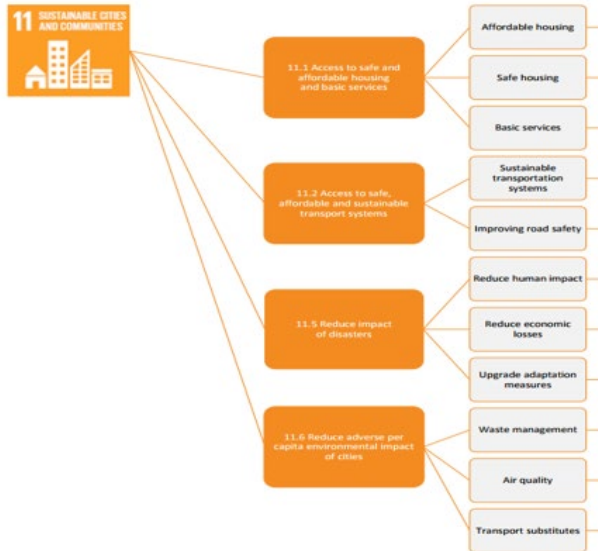 11 SUSTAINABLE CITIES
AND COMMUNITIES
11.1 Access to safe and
affordable housing
and basic services
Affordable housing
Safe housing
Basic services
11.2 Access to safe,
affordable and sustainable
transport systems
Sustainable
transportation
systems
Improving road safety
11.5 Reduce impact
of disasters
Reduce human impact
Reduce economic
losses
Upgrade adaptation
measures
11.6 Reduce adverse per
capita environmental impact
of cities
Waste management
Air quality
Transport substitutes